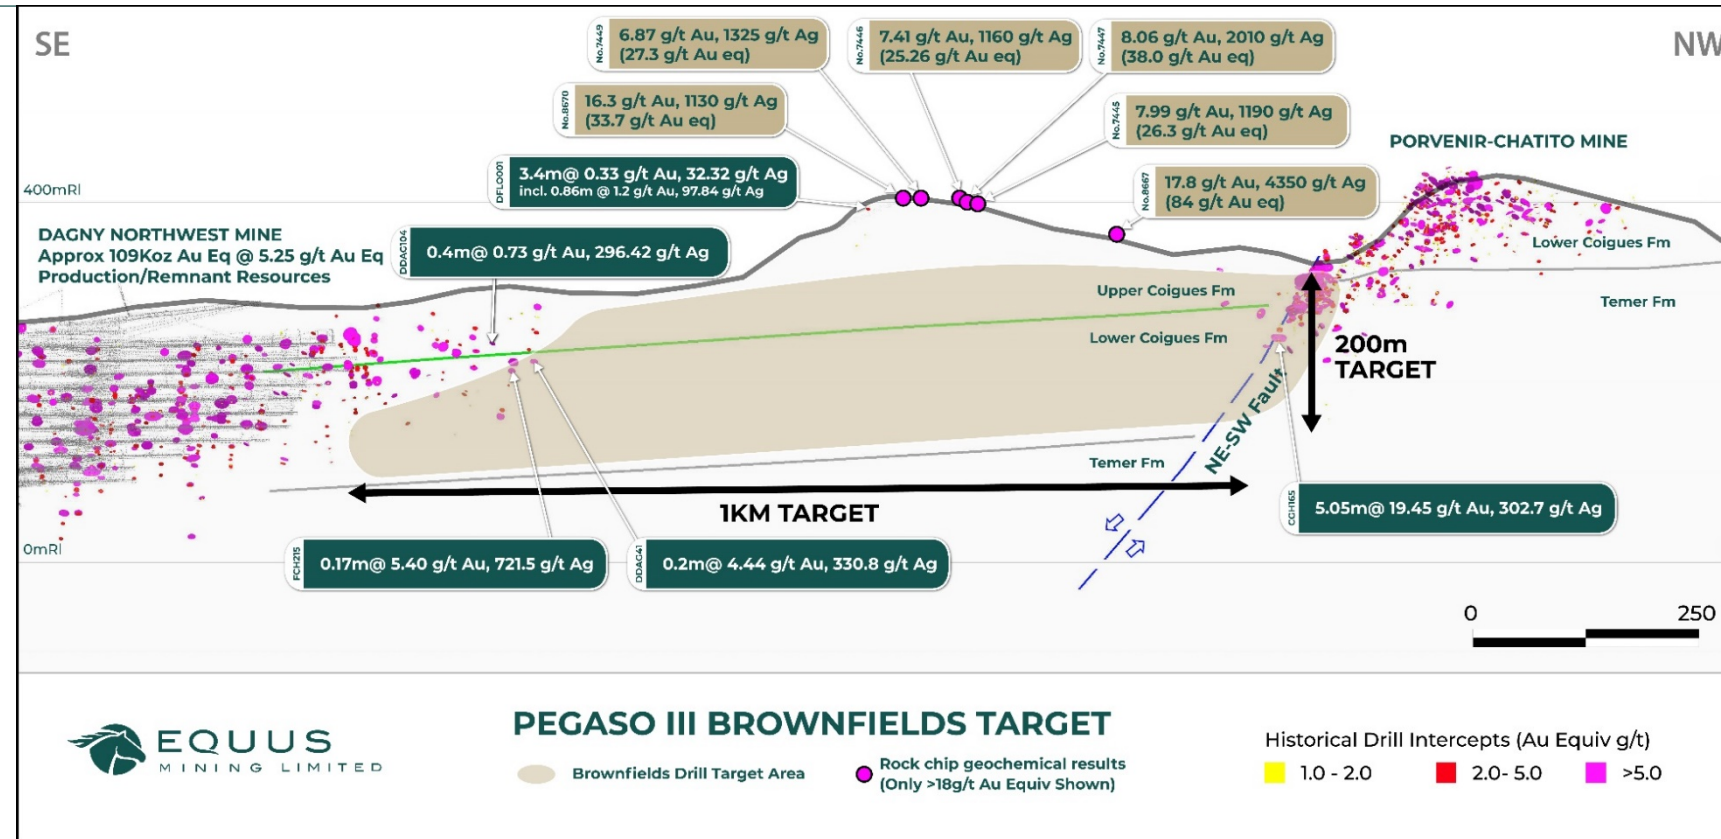 SE
NW
No.7449
6.87 g/t Au, 1325 g/t Ag
(27.3 g/t Au eq)
No.7446
7.41 g/t Au, 1160 g/t Ag
(25.26 g/t Au eq)
No.7447
8.06 g/t Au, 2010 g/t Ag
(38.0 g/t Au eq)
No.8670
16.3 g/t Au, 1130 g/t Ag
(33.7 g/t Au eq)
No.7445
7.99 g/t Au, 1190 g/t Ag
(26.3 g/t Au eq)
PORVENIR-CHATITO MINE
DFLO001
3.4m@ 0.33 g/t Au, 32.32 g/t Ag
incl. 0.86m @ 1.2 g/t Au, 97.84 g/t Ag
No.8667
17.8 g/t Au, 4350 g/t Ag
(84 g/t Au eq)
400mRl
DAGNY NORTHWEST MINE
Approx 109Koz Au Eq @ 5.25 g/t Au Eq
Production/Remnant Resources
DDAG104
0.4m@ 0.73 g/t Au, 296.42 g/t Ag
Lower Coigues Fm
Temer Fm
Upper Coigues Fm
Lower Coigues Fm
200m
TARGET
NE-SW Fault
Temer Fm
1KM TARGET
CGH165
5.05m@ 19.45 g/t Au, 302.7 g/t Ag
0mRl
FCH215
0.17m@ 5.40 g/t Au, 721.5 g/t Ag
DDAG41
0.2m@ 4.44 g/t Au, 330.8 g/t Ag
0
250
EQUUS
MINING LIMITED
PEGASO III BROWNFIELDS TARGET
Brownfields Drill Target Area
Rock chip geochemical results
(Only >18g/t Au Equiv Shown)
Historical Drill Intercepts (Au Equiv g/t)
1.0 - 2.0
2.0- 5.0
>5.0